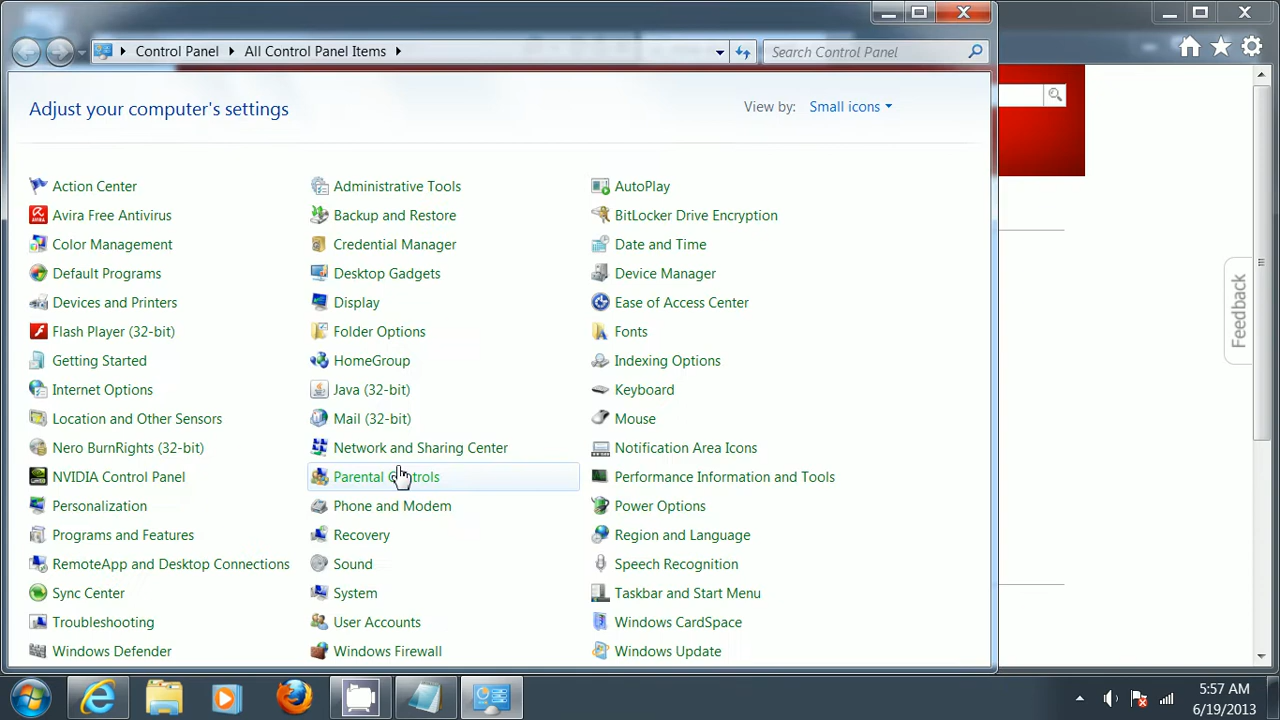 Control Panel All Control Panel Items Search Control Panel
Adjust your computer's settings View by: Small icons
Action Center Administrative Tools AutoPlay
Avira Free Antivirus Backup and Restore BitLocker Drive Encryption
Color Management Credential Manager Date and Time
Default Programs Desktop Gadgets Device Manager
Devices and Printers Display Ease of Access Center
Flash Player (32-bit) Folder Options Fonts
Getting Started HomeGroup Indexing Options
Internet Options Java (32-bit) Keyboard
Location and Other Sensors Mail (32-bit) Mouse
Nero BurnRights (32-bit) Network and Sharing Center Notification Area Icons
NVIDIA Control Panel Parental Controls Performance Information and Tools
Personalization Phone and Modem Power Options
Programs and Features Recovery Region and Language
RemoteApp and Desktop Connections Sound Speech Recognition
Sync Center System Taskbar and Start Menu
Troubleshooting User Accounts Windows CardSpace
Windows Defender Windows Firewall Windows Update
Feedback
5:57 AM
6/19/2013